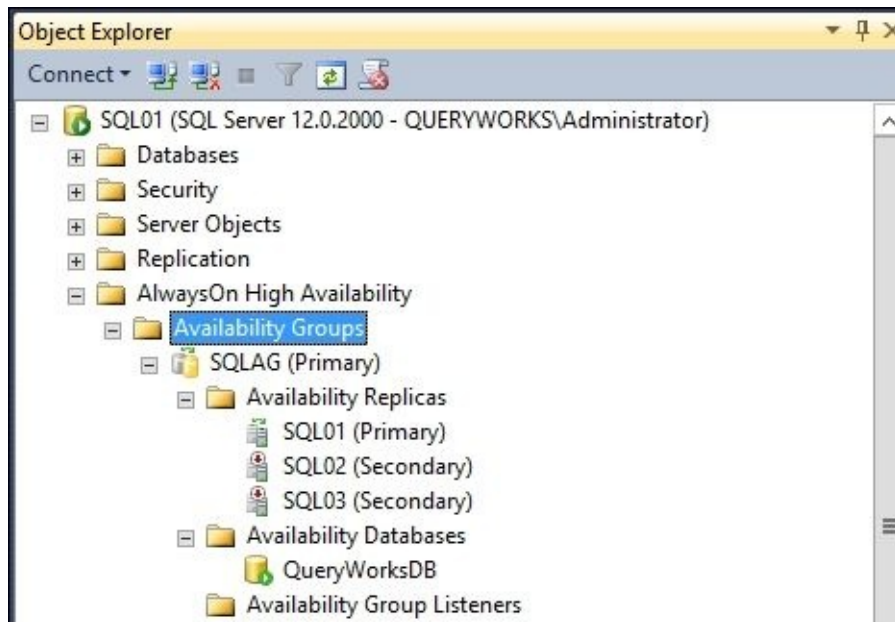 Object Explorer
Connect
SQL01 (SQL Server 12.0.2000 - QUERYWORKS\Administrator)
Databases
Security
Server Objects
Replication
AlwaysOn High Availability
Availability Groups
SQLAG (Primary)
Availability Replicas
SQL01 (Primary)
SQL02 (Secondary)
SQL03 (Secondary)
Availability Databases
QueryWorksDB
Availability Group Listeners